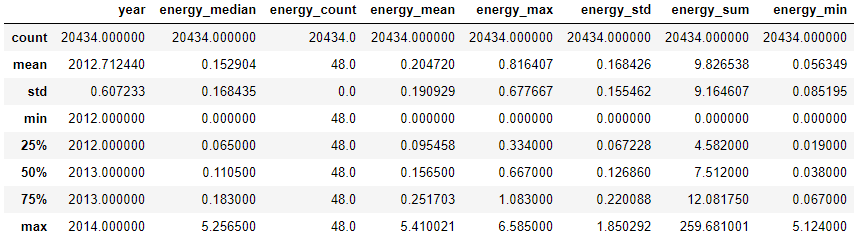 year energy_median energy_count energy_mean energy_max energy_std energy_sum energy_min
count 20434.000000 20434.000000 20434.0 20434.000000 20434.000000 20434.000000 20434.000000 20434.000000
mean 2012.712440 0.152904 48.0 0.204720 0.816407 0.168426 9.826538 0.056349
std 0.607233 0.168435 0.0 0.190929 0.677667 0.155462 9.164607 0.085195
min 2012.000000 0.000000 48.0 0.000000 0.000000 0.000000 0.000000 0.000000
25% 2012.000000 0.065000 48.0 0.095458 0.334000 0.067228 4.582000 0.019000
50% 2013.000000 0.110500 48.0 0.156500 0.667000 0.126860 7.512000 0.038000
75% 2013.000000 0.183000 48.0 0.251703 1.083000 0.220088 12.081750 0.067000
max 2014.000000 5.256500 48.0 5.410021 6.585000 1.850292 259.681001 5.124000